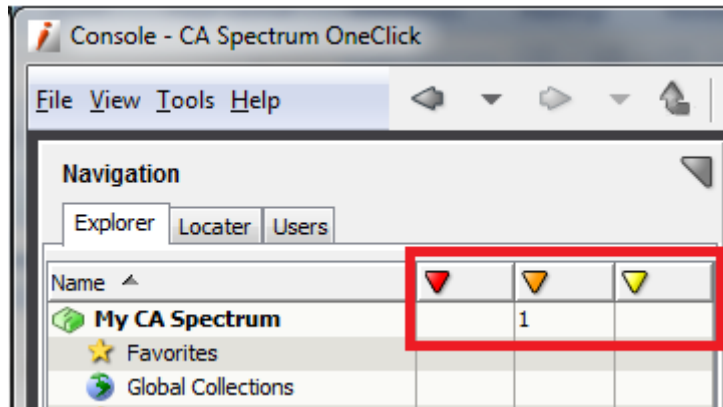 Console - CA Spectrum OneClick
File View Tools Help
Navigation
Explorer Locater Users
Name
My CA Spectrum 1
Favorites
Global Collections